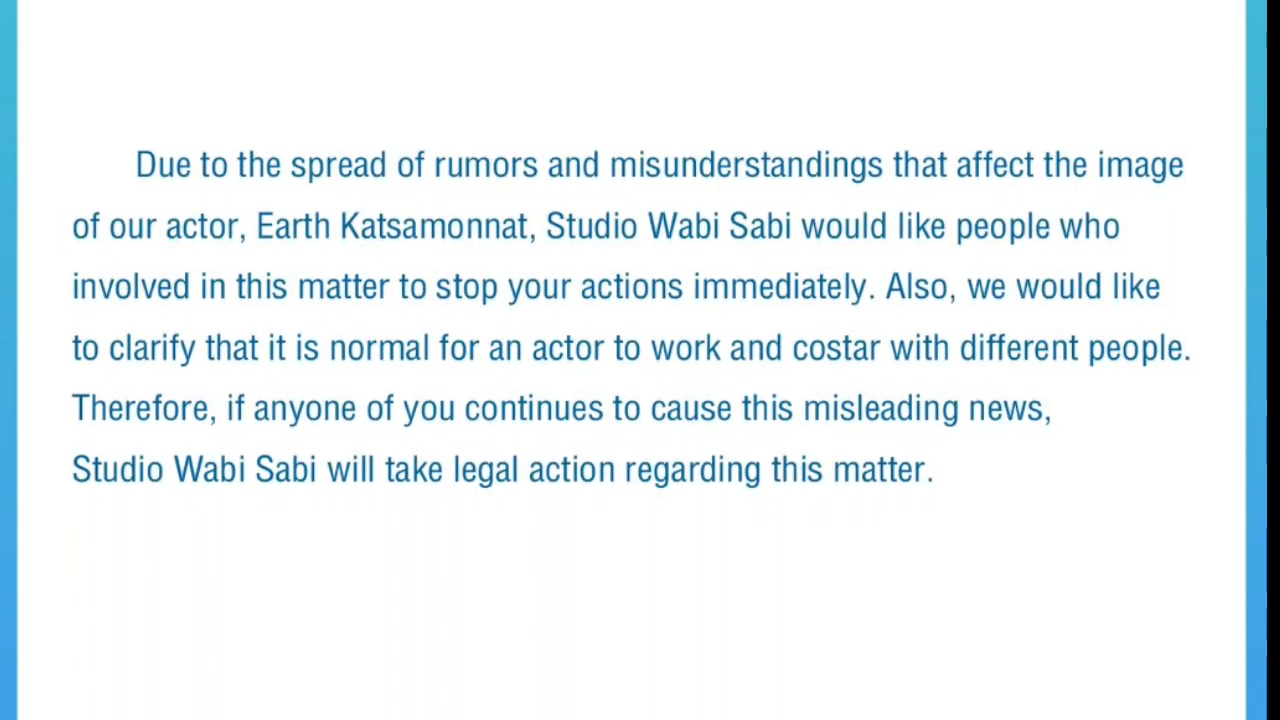 Due to the spread of rumors and misunderstandings that affect the image
of our actor, Earth Katsamonnat, Studio Wabi Sabi would like people who
involved in this matter to stop your actions immediately. Also, we would like
to clarify that it is normal for an actor to work and costar with different people.
Therefore, if anyone of you continues to cause this misleading news,
Studio Wabi Sabi will take legal action regarding this matter.